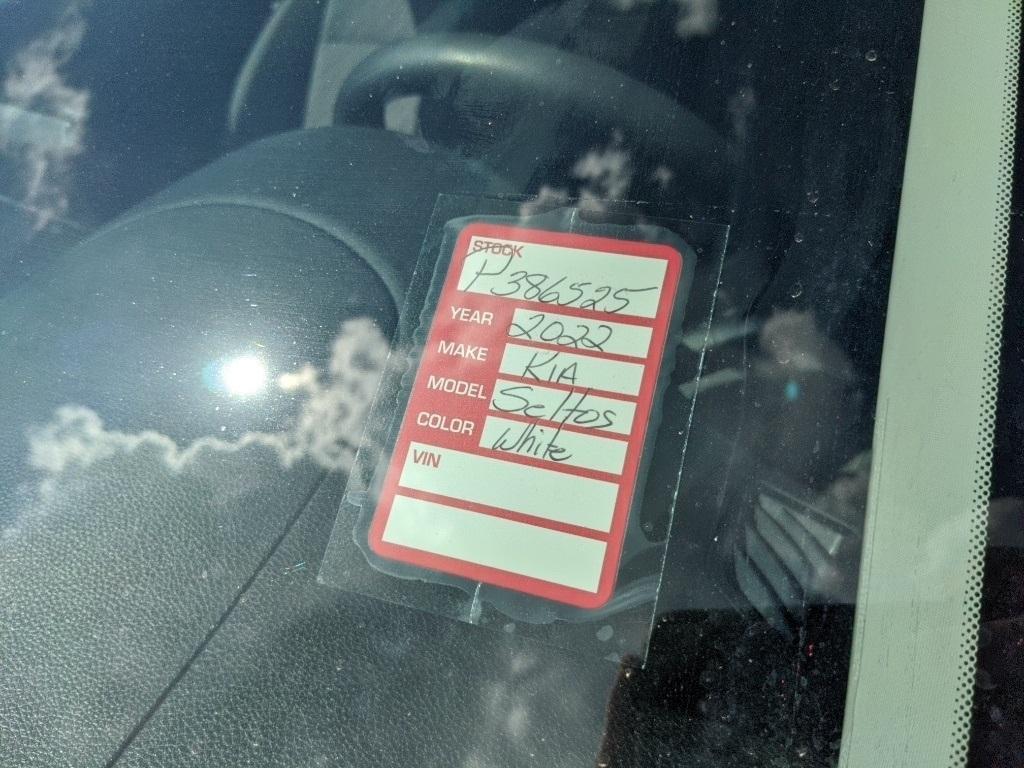 STOCK
P386525
YEAR 2022
MAKE KIA
MODEL Seltos
COLOR White
VIN